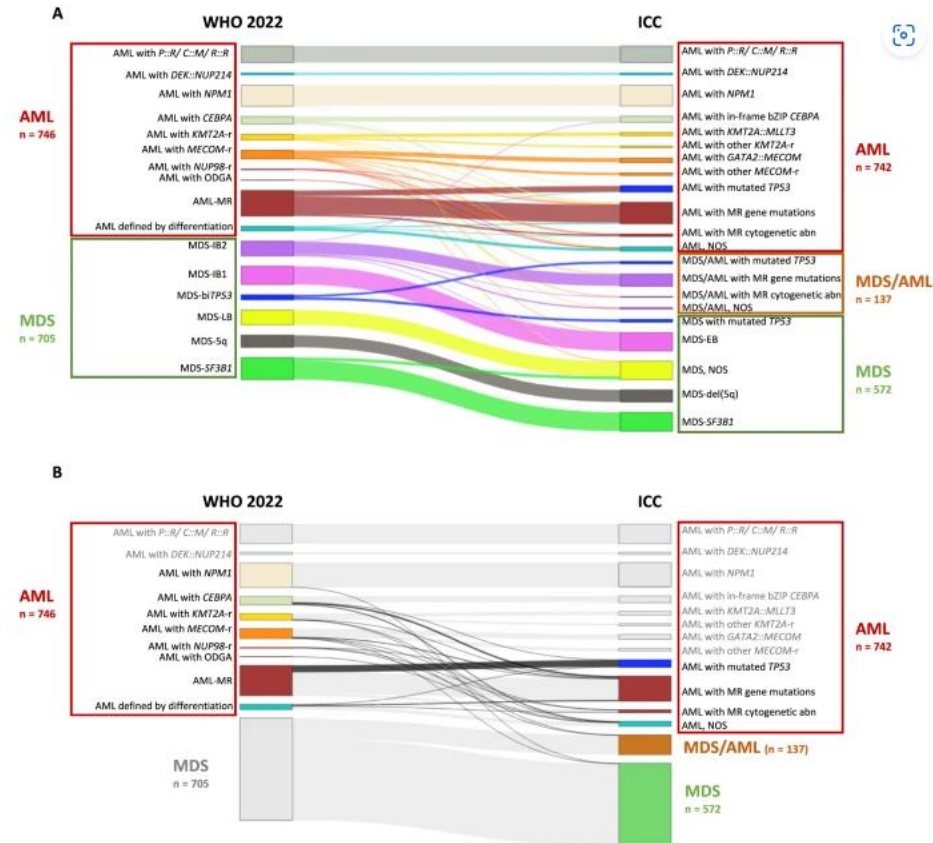 A
WHO 2022
ICC
AML with P::R/ C::M/ R::R
AML with DEK::NUP214
AML with NPM1
AML with CEBPA
AML with KMT2A-r
AML with MECOM-r
AML with NUP98-r
AML with ODGA
AML-MR
AML defined by differentiation
AML
n = 746
MDS-IB2
MDS-IB1
MDS-biTP53
MDS-LB
MDS-5q
MDS-SF3B1
MDS
n = 705
AML with P::R/ C::M/ R::R
AML with DEK::NUP214
AML with NPM1
AML with in-frame bZIP CEBPA
AML with KMT2A::MLLT3
AML with other KMT2A-r
AML with GATA2::MECOM
AML with other MECOM-r
AML with mutated TP53
AML with MR gene mutations
AML with MR cytogenetic abn
AML, NOS
AML
n = 742
MDS/AML with mutated TP53
MDS/AML with MR gene mutations
MDS/AML with MR cytogenetic abn
MDS/AML, NOS
MDS/AML
n = 137
MDS with mutated TP53
MDS-EB
MDS, NOS
MDS-del(5q)
MDS-SF3B1
MDS
n = 572
B
WHO 2022
ICC
AML with P::R/ C::M/ R::R
AML with DEK::NUP214
AML with NPM1
AML with CEBPA
AML with KMT2A-r
AML with MECOM-r
AML with NUP98-r
AML with ODGA
AML-MR
AML defined by differentiation
AML
n = 746
MDS
n = 705
AML with P::R/ C::M/ R::R
AML with DEK::NUP214
AML with NPM1
AML with in-frame bZIP CEBPA
AML with KMT2A::MLLT3
AML with other KMT2A-r
AML with GATA2::MECOM
AML with other MECOM-r
AML with mutated TP53
AML with MR gene mutations
AML with MR cytogenetic abn
AML, NOS
AML
n = 742
MDS/AML (n = 137)
MDS
n = 572